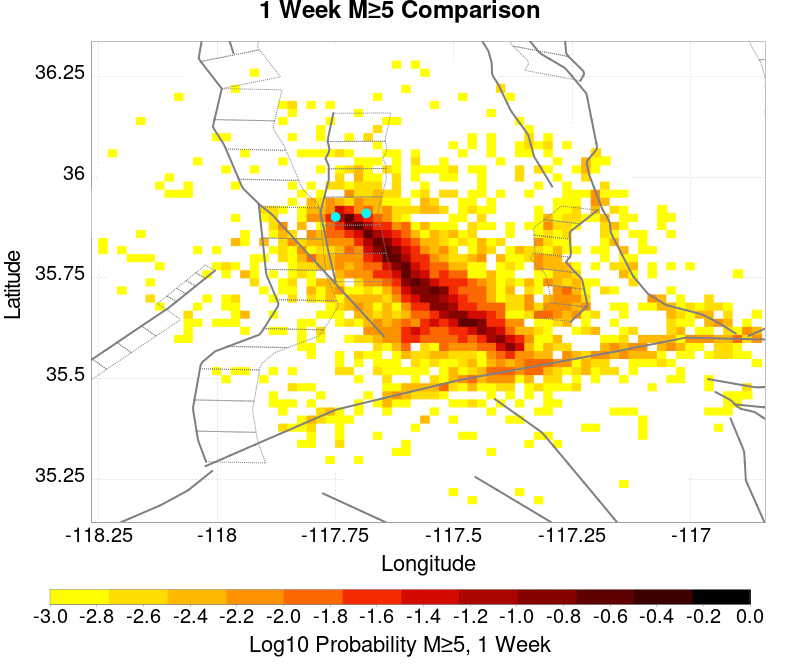 1 Week M≥5 Comparison
36.25
36
35.75
35.5
35.25
Latitude
-118.25 -118 -117.75 -117.5 -117.25 -117
Longitude
-3.0 -2.8 -2.6 -2.4 -2.2 -2.0 -1.8 -1.6 -1.4 -1.2 -1.0 -0.8 -0.6 -0.4 -0.2 0.0
Log10 Probability M≥5, 1 Week